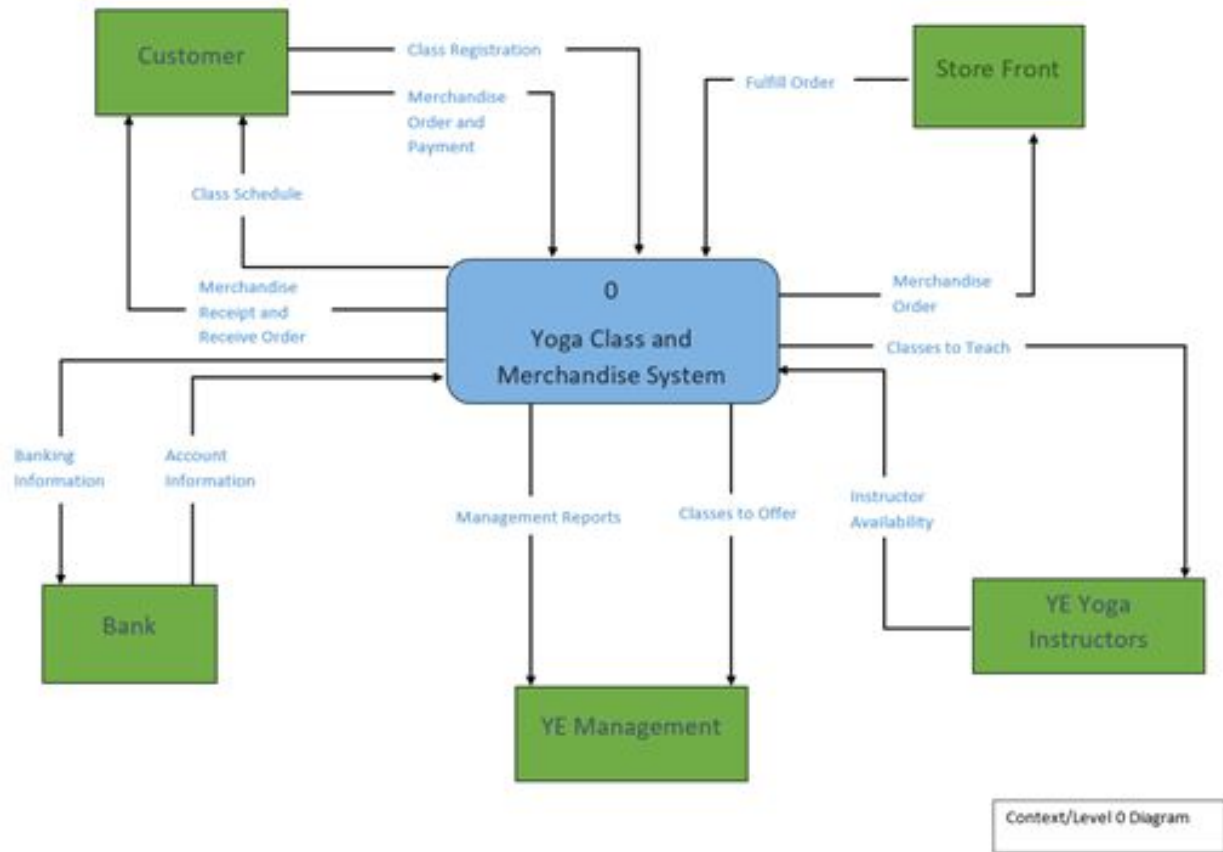 Customer
Class Registration
Store Front
Fulfill Order
Merchandise
Order and
Payment
Class Schedule
0
Yoga Class and
Merchandise System
Merchandise
Receipt and
Receive Order
Merchandise
Order
Classes to Teach
Banking
Information
Account
Information
Management Reports
Classes to Offer
Instructor
Availability
Bank
YE Yoga
Instructors
YE Management
Context/Level 0 Diagram